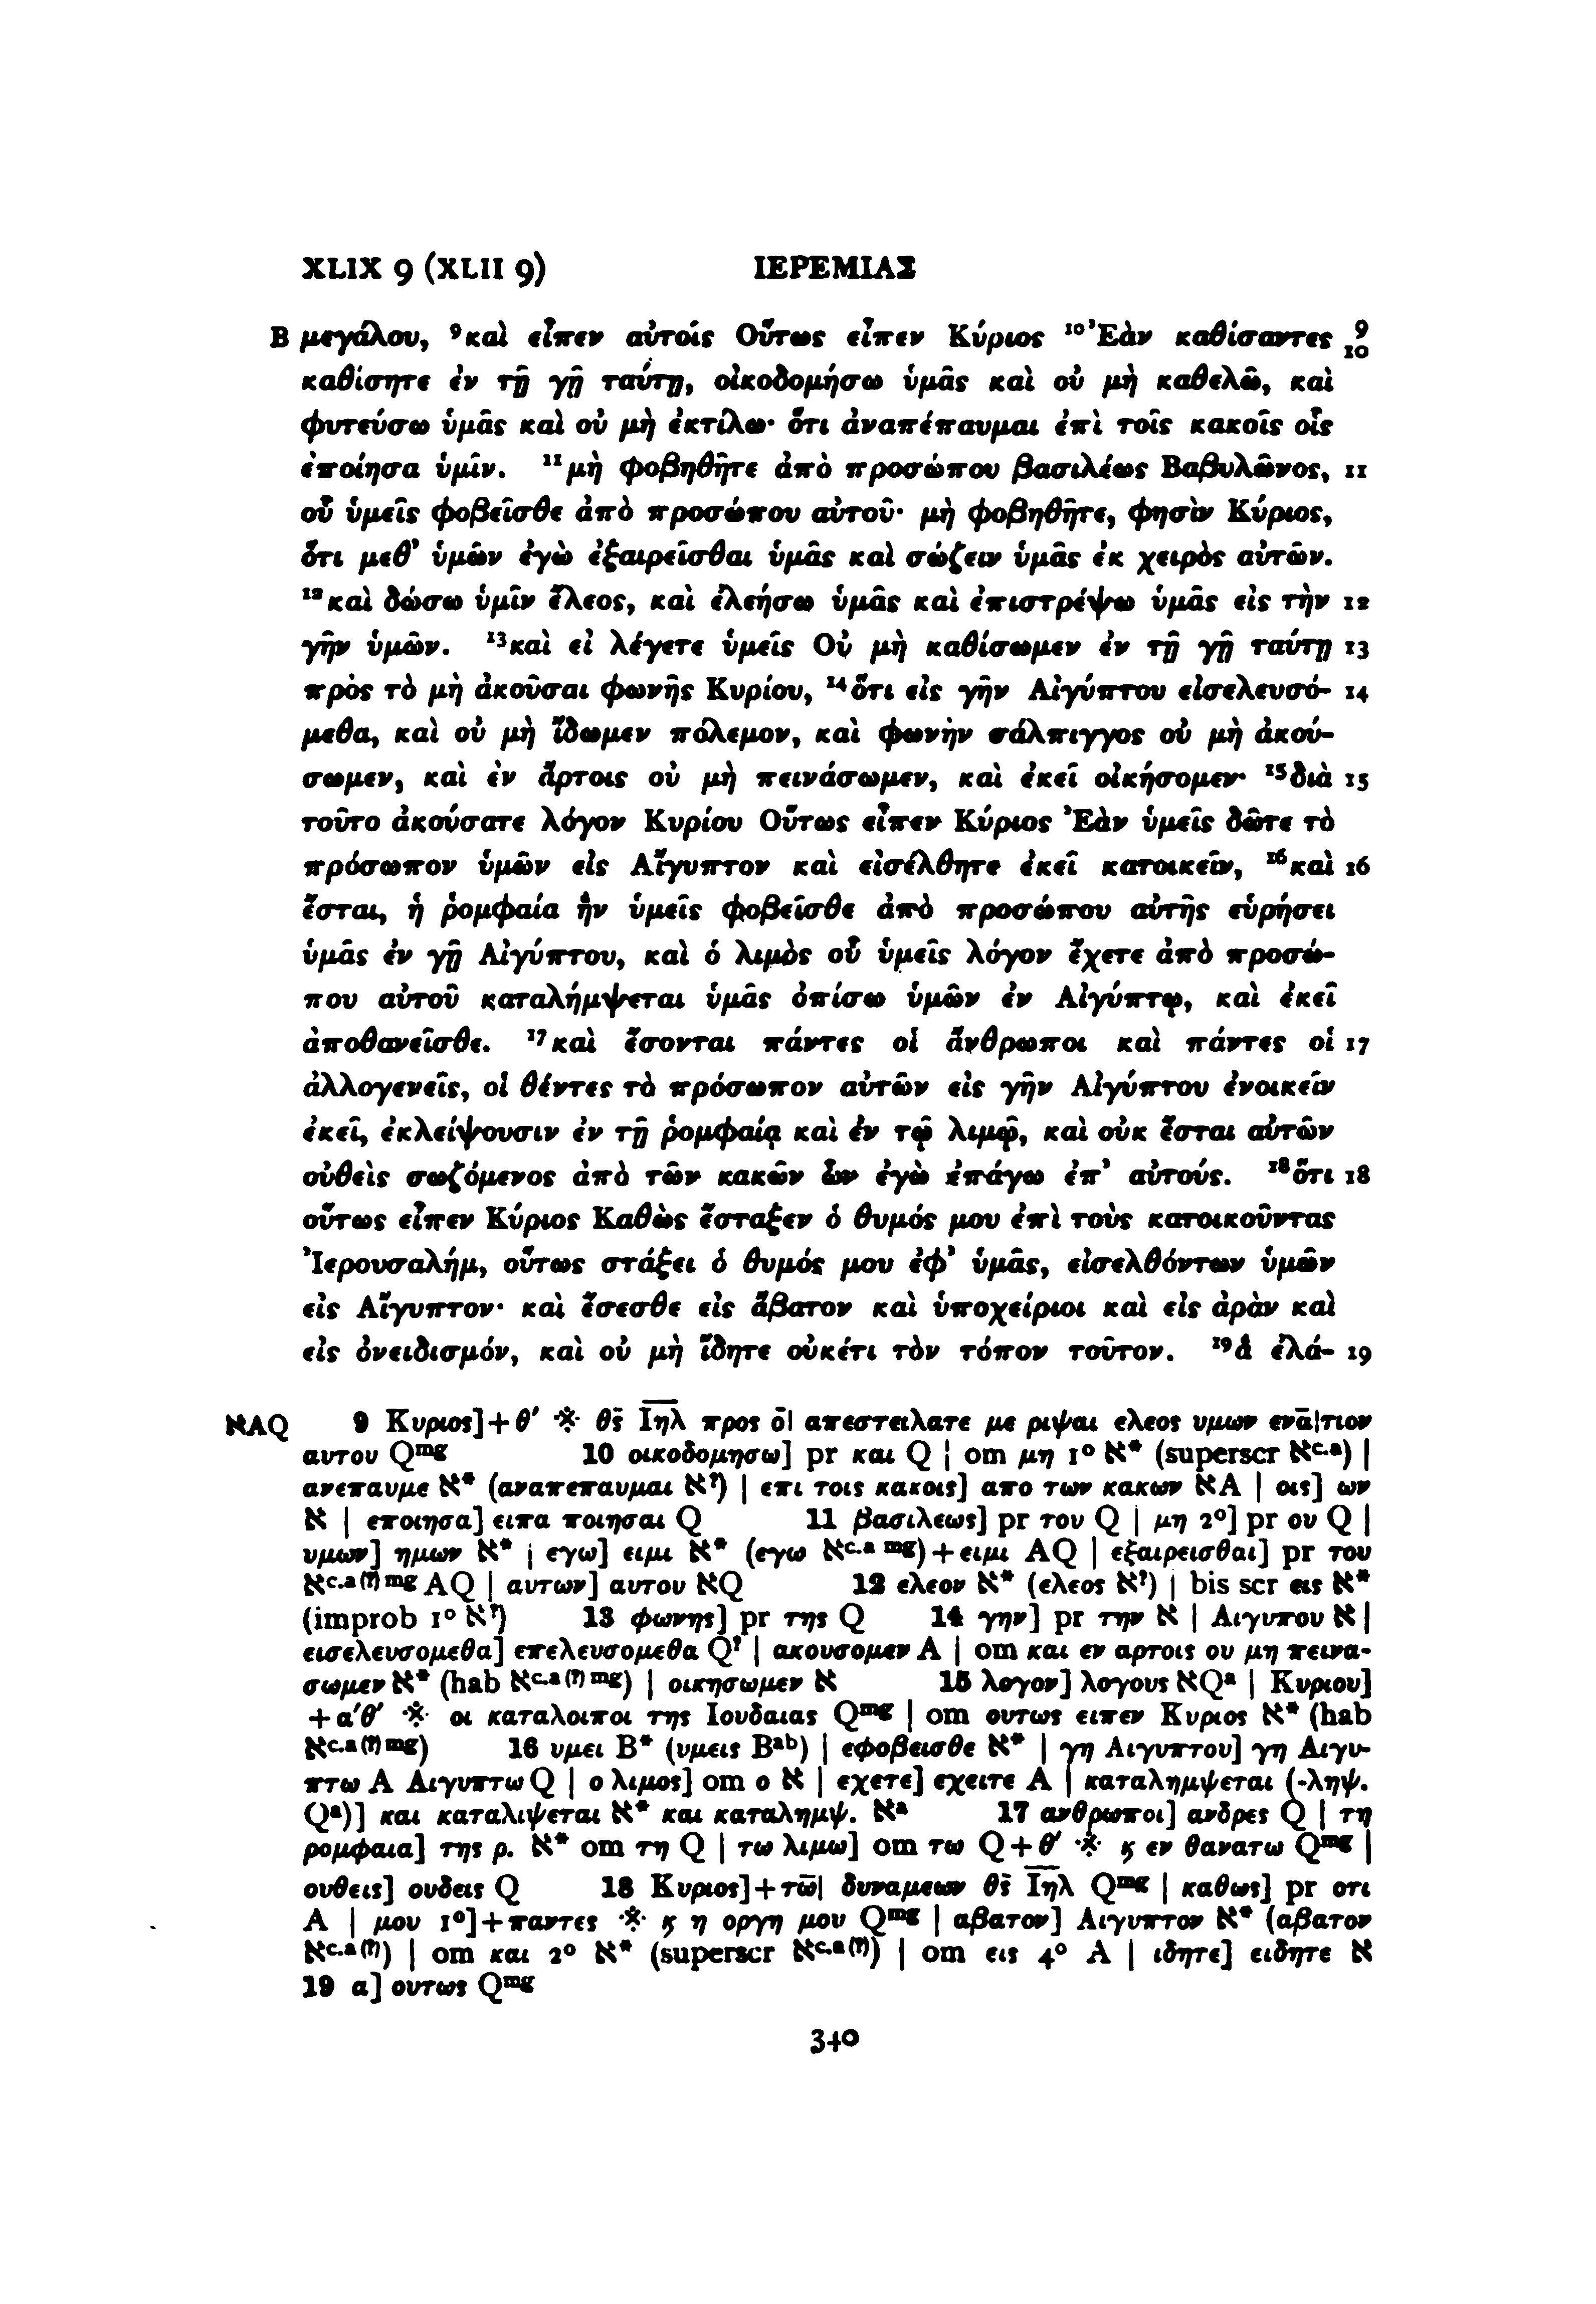 XLIX 9 (XLII 9) ΙΕΡΕΜΙΑΣ
B μεγάλου, ⁹καὶ εἶπεν αὐτοῖς Οὕτως εἶπεν Κύριος ¹⁰Ἐὰν καθίσαντες 9 10
καθίσητε ἐν τῇ γῇ ταύτῃ, οἰκοδομήσω ὑμᾶς καὶ οὐ μὴ καθελῶ, καὶ
φυτεύσω ὑμᾶς καὶ οὐ μὴ ἐκτίλω· ὅτι ἀναπέπαυμαι ἐπὶ τοῖς κακοῖς οἷς
ἐποίησα ὑμῖν. ¹¹μὴ φοβηθῆτε ἀπὸ προσώπου βασιλέως Βαβυλῶνος, 11
οὗ ὑμεῖς φοβεῖσθε ἀπὸ προσώπου αὐτοῦ· μὴ φοβηθῆτε, φησὶν Κύριος,
ὅτι μεθ᾽ ὑμῶν ἐγὼ ἐξαιρεῖσθαι ὑμᾶς καὶ σώζειν ὑμᾶς ἐκ χειρὸς αὐτῶν.
¹²καὶ δώσω ὑμῖν ἔλεος, καὶ ἐλεήσω ὑμᾶς καὶ ἐπιστρέψω ὑμᾶς εἰς τὴν 12
γῆν ὑμῶν. ¹³καὶ εἰ λέγετε ὑμεῖς Οὐ μὴ καθίσωμεν ἐν τῇ γῇ ταύτῃ 13
πρὸς τὸ μὴ ἀκοῦσαι φωνῆς Κυρίου, ¹⁴ὅτι εἰς γῆν Αἰγύπτου εἰσελευσό- 14
μεθα, καὶ οὐ μὴ ἴδωμεν πόλεμον, καὶ φωνὴν σάλπιγγος οὐ μὴ ἀκού-
σωμεν, καὶ ἐν ἄρτοις οὐ μὴ πεινάσωμεν, καὶ ἐκεῖ οἰκήσομεν· ¹⁵διὰ 15
τοῦτο ἀκούσατε λόγον Κυρίου Οὕτως εἶπεν Κύριος Ἐὰν ὑμεῖς δῶτε τὸ
πρόσωπον ὑμῶν εἰς Αἴγυπτον καὶ εἰσέλθητε ἐκεῖ κατοικεῖν, ¹⁶καὶ 16
ἔσται, ἡ ῥομφαία ἣν ὑμεῖς φοβεῖσθε ἀπὸ προσώπου αὐτῆς εὑρήσει
ὑμᾶς ἐν γῇ Αἰγύπτου, καὶ ὁ λιμὸς οὗ ὑμεῖς λόγον ἔχετε ἀπὸ προσώ-
που αὐτοῦ καταλήμψεται ὑμᾶς ὀπίσω ὑμῶν ἐν Αἰγύπτῳ, καὶ ἐκεῖ
ἀποθανεῖσθε. ¹⁷καὶ ἔσονται πάντες οἱ ἄνθρωποι καὶ πάντες οἱ 17
ἀλλογενεῖς, οἱ θέντες τὸ πρόσωπον αὐτῶν εἰς γῆν Αἰγύπτου ἐνοικεῖν
ἐκεῖ, ἐκλείψουσιν ἐν τῇ ῥομφαίᾳ καὶ ἐν τῷ λιμῷ, καὶ οὐκ ἔσται αὐτῶν
οὐθεὶς σωζόμενος ἀπὸ τῶν κακῶν ὧν ἐγὼ ἐπάγω ἐπ᾽ αὐτούς. ¹⁸ὅτι 18
οὕτως εἶπεν Κύριος Καθὼς ἔσταξεν ὁ θυμός μου ἐπὶ τοὺς κατοικοῦντας
Ἰερουσαλήμ, οὕτως στάξει ὁ θυμός μου ἐφ᾽ ὑμᾶς, εἰσελθόντων ὑμῶν
εἰς Αἴγυπτον· καὶ ἔσεσθε εἰς ἄβατον καὶ ὑποχείριοι καὶ εἰς ἀρὰν καὶ
εἰς ὀνειδισμόν, καὶ οὐ μὴ ἴδητε οὐκέτι τὸν τόπον τοῦτον. ¹⁹ἃ ἐλά- 19
אAQ 9 Κυριος]+θ′ ※ θς̄ Ιηλ̄ προς ο̄| απεστειλατε με ριψαι ελεος υμων ενᾱ|τιον
αυτου Qᵐᵍ 10 οικοδομησω] pr και Q | om μη 1° א* (superscr אᶜ·ᵃ) |
ανεπαυμε א* (αναπεπαυμαι א?) | επι τοις κακοις] απο των κακων אA | οις] ων
א | εποιησα] ειπα ποιησαι Q 11 βασιλεως] pr του Q | μη 2°] pr ου Q |
υμων] ημων א* | εγω] ειμι א* (εγω אᶜ·ᵃ ᵐᵍ)+ειμι AQ | εξαιρεισθαι] pr του
אᶜ·ᵃ⁽?⁾ᵐᵍ AQ | αυτων] αυτου אQ 12 ελεον א* (ελεος א?) | bis scr εις א*
(improb 1° א?) 13 φωνης] pr της Q 14 γην] pr την א | Αιγυπου א |
εισελευσομεθα] επελευσομεθα Q? | ακουσομεν A | om και εν αρτοις ου μη πεινα-
σωμεν א* (hab אᶜ·ᵃ⁽?⁾ᵐᵍ) | οικησωμεν א 15 λογον] λογους אQᵃ | Κυριου]
+α′θ′ ※ οι καταλοιποι της Ιουδαιας Qᵐᵍ | om ουτως ειπεν Κυριος א* (hab
אᶜ·ᵃ⁽?⁾ᵐᵍ) 16 υμει B* (υμεις Bᵃᵇ) | εφοβεισθε א* | γη Αιγυπτου] γη Αιγυ-
πτω A Αιγυπτω Q | ο λιμος] om ο א | εχετε] εχειτε A | καταλημψεται (-ληψ.
Qᵃ)] και καταλιψεται א* και καταλημψ. אᵃ 17 ανθρωποι] ανδρες Q | τη
ρομφαια] της ρ. א* om τη Q | τω λιμω] om τω Q+θ′ ※ ϗ εν θανατω Qᵐᵍ |
ουθεις] ουδεις Q 18 Κυριος]+τω̄| δυναμεων θς̄ Ιηλ̄ Qᵐᵍ | καθως] pr οτι
A | μου 1°]+παντες ※ ϗ η οργη μου Qᵐᵍ | αβατον] Αιγυπτον א* (αβατον
אᶜ·ᵃ⁽?⁾) | om και 2° א* (superscr אᶜ·ᵃ⁽?⁾) | om εις 4° A | ιδητε] ειδητε א
19 α] ουτως Qᵐᵍ
340